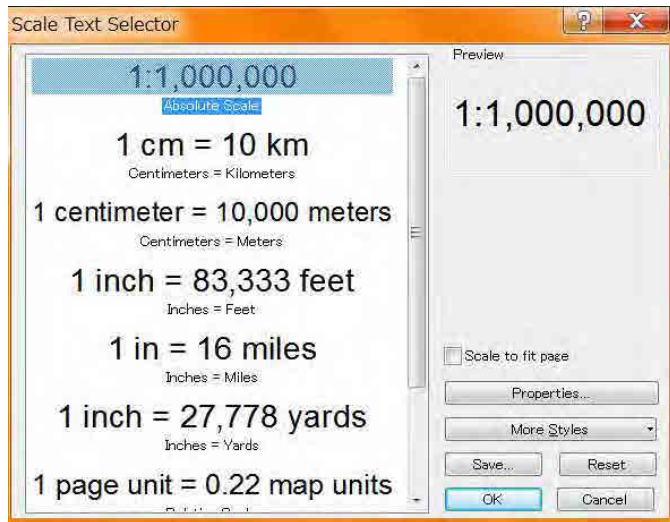 Scale Text Selector
1:1,000,000
Absolute Scale
1 cm = 10 km
Centimeters = Kilometers
1 centimeter = 10,000 meters
Centimeters = Meters
1 inch = 83,333 feet
Inches = Feet
1 in = 16 miles
Inches = Miles
1 inch = 27,778 yards
Inches = Yards
1 page unit = 0.22 map units
Preview
1:1,000,000
Scale to fit page
Properties...
More Styles
Save...
Reset
OK
Cancel